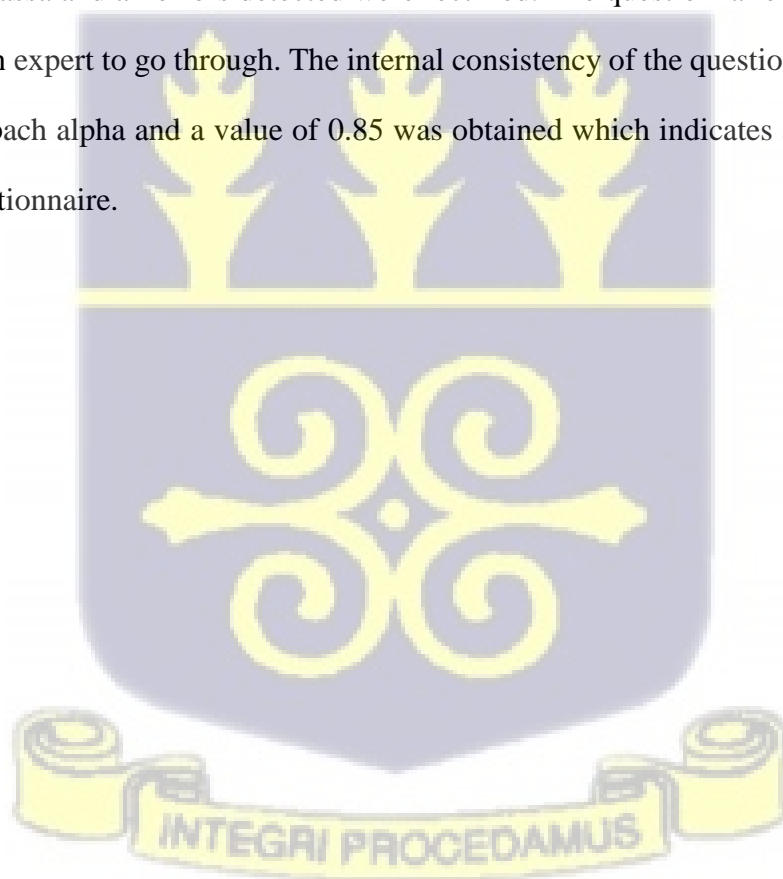 expert to go through. The internal consistency of the questio
oach alpha and a value of 0.85 was obtained which indicates
tionnaire.
INTEGRI PROCEDAMUS